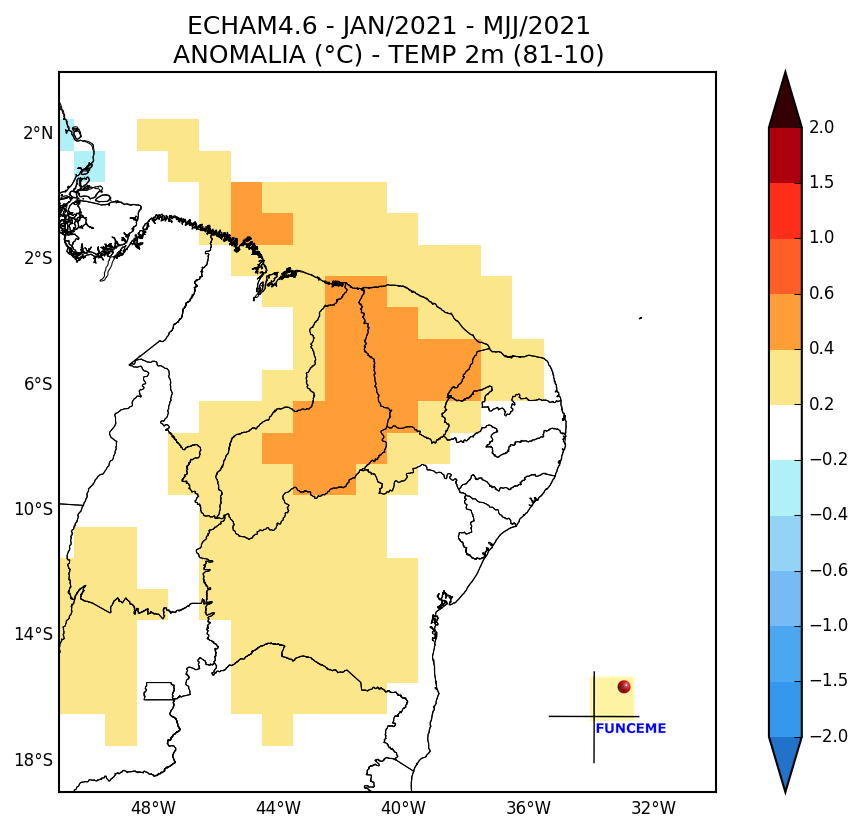 ECHAM4.6 - JAN/2021 - MJJ/2021
ANOMALIA (°C) - TEMP 2m (81-10)
2°N
2°S
6°S
10°S
14°S
18°S
48°W
44°W
40°W
36°W
32°W
2.0
1.5
1.0
0.6
0.4
0.2
−0.2
−0.4
−0.6
−1.0
−1.5
−2.0
FUNCEME